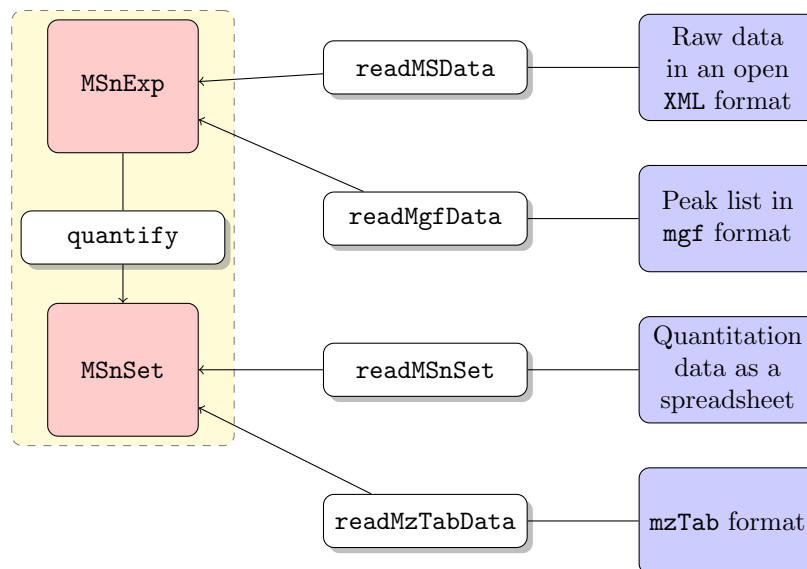 MSnExp
readMSData
Raw data
in an open
XML format
readMgfData
Peak list in
mgf format
quantify
MSnSet
readMSnSet
Quantitation
data as a
spreadsheet
readMzTabData
mzTab format